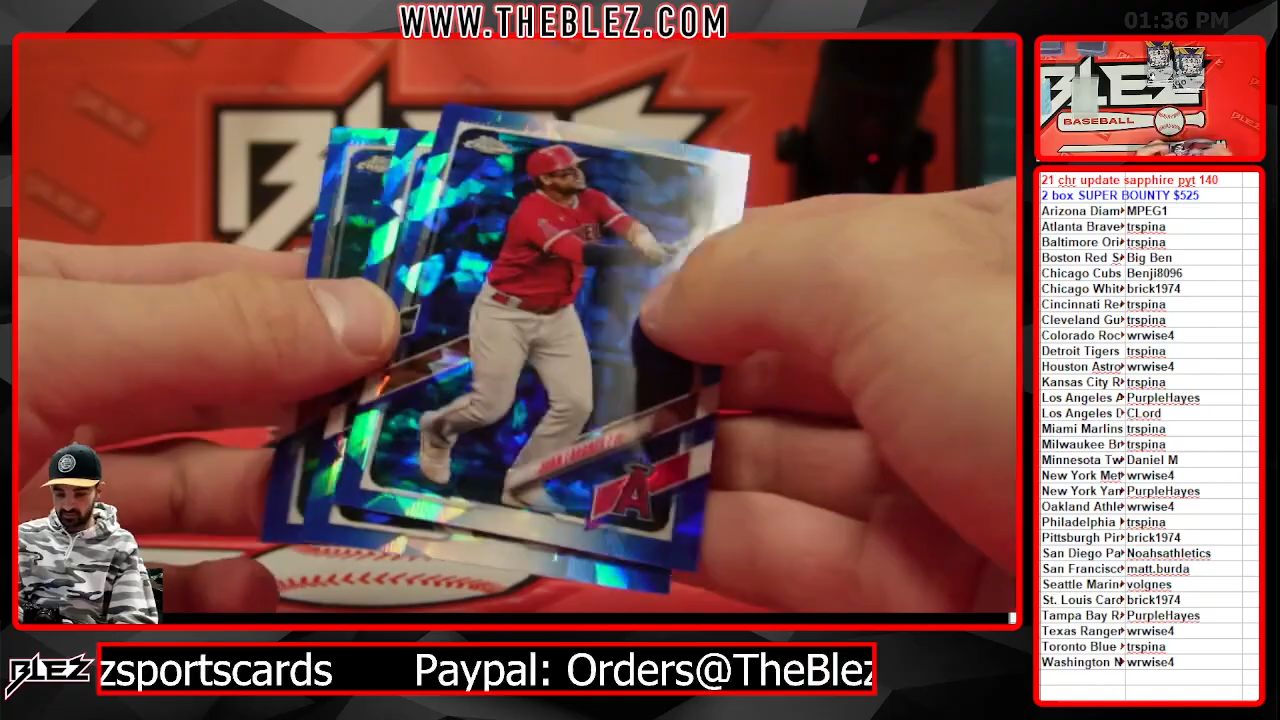 WWW.THEBLEZ.COM
01:36 PM
BLEZ
BLEZ
BASEBALL
21 chr update sapphire pyt 140
2 box SUPER BOUNTY $525
Arizona Diam MPEG1
Atlanta Brave trspina
Baltimore Ori trspina
Boston Red S Big Ben
Chicago Cubs Benji8096
Chicago Whit brick1974
Cincinnati Re trspina
Cleveland Gu trspina
Colorado Roc wrwise4
Detroit Tigers trspina
Houston Astro wrwise4
Kansas City R trspina
Los Angeles A PurpleHayes
Los Angeles D CLord
Miami Marlins trspina
Milwaukee Br trspina
Minnesota Tw Daniel M
New York Met wrwise4
New York Yan PurpleHayes
Oakland Athle wrwise4
Philadelphia trspina
Pittsburgh Pir brick1974
San Diego Pa Noahsathletics
San Francisco matt.burda
Seattle Marin volgnes
St. Louis Card brick1974
Tampa Bay R PurpleHayes
Texas Ranger wrwise4
Toronto Blue trspina
Washington N wrwise4
BLEZ
zsportscards Paypal: Orders@TheBlez